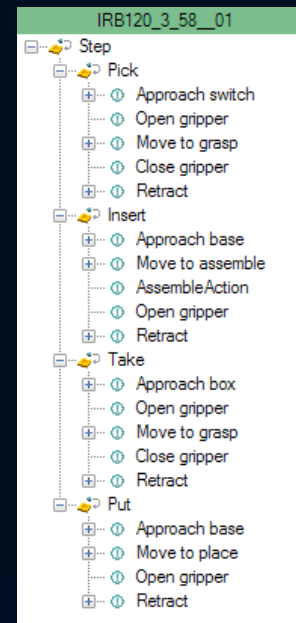 IRB120_3_58__01
Step
Pick
Approach switch
Open gripper
Move to grasp
Close gripper
Retract
Insert
Approach base
Move to assemble
AssembleAction
Open gripper
Retract
Take
Approach box
Open gripper
Move to grasp
Close gripper
Retract
Put
Approach base
Move to place
Open gripper
Retract